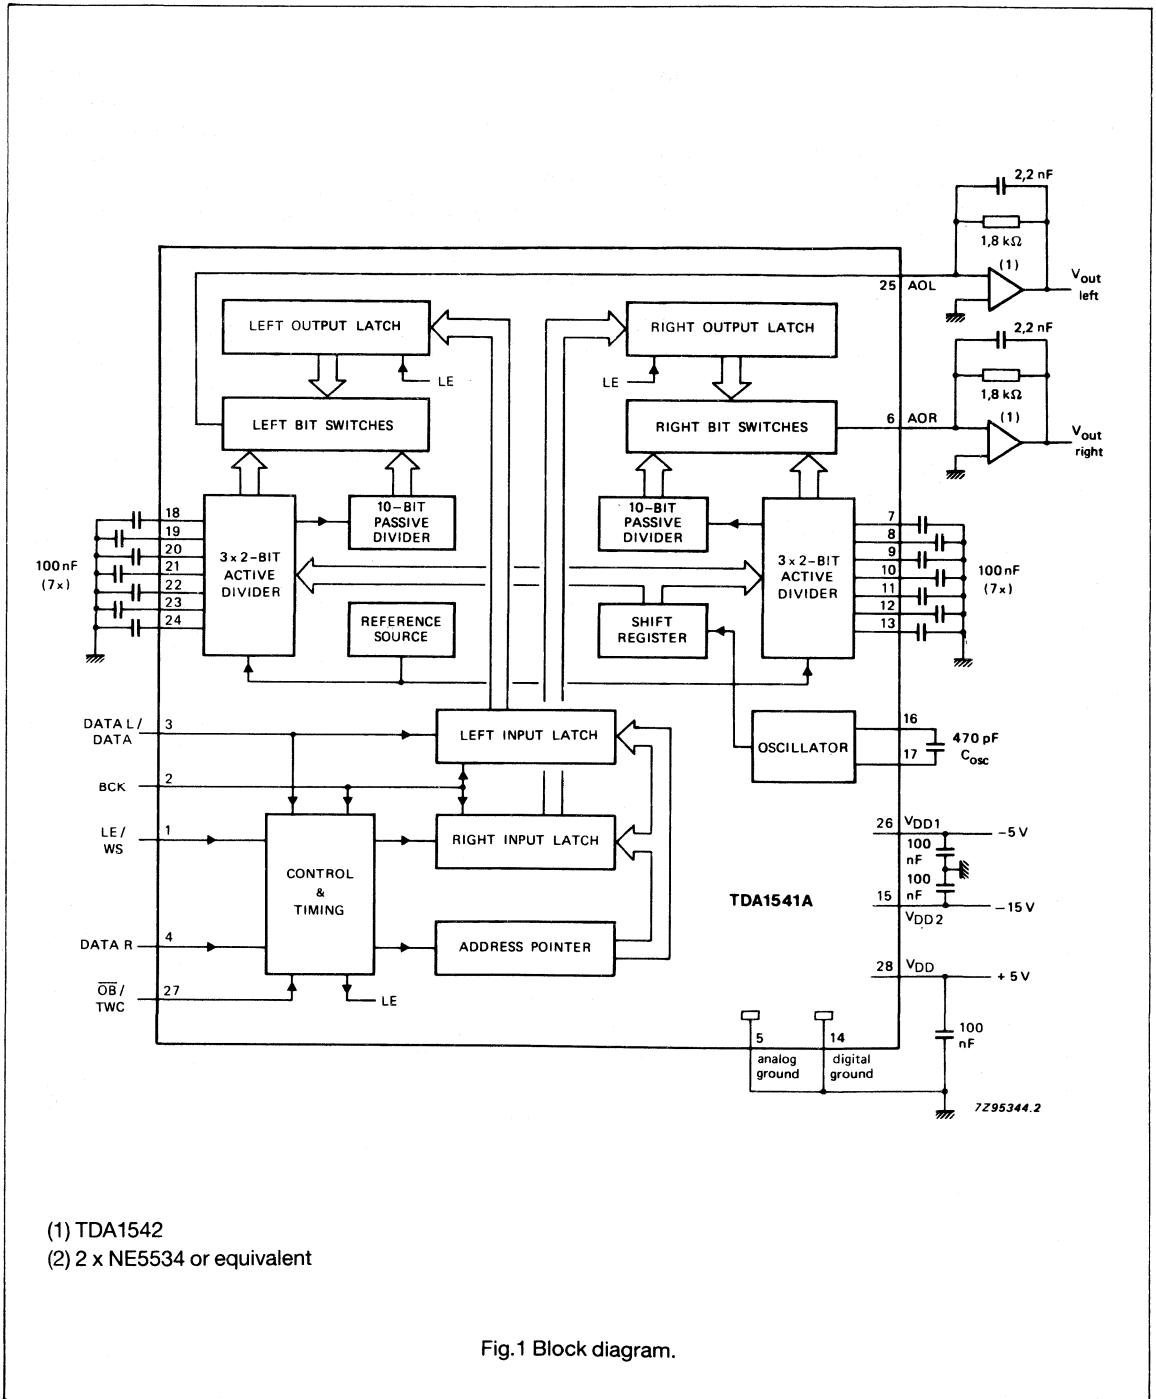 2,2 nF
1,8 kΩ
(1)
25 AOL
Vout
left
LEFT OUTPUT LATCH
RIGHT OUTPUT LATCH
2,2 nF
LE
LE
1,8 kΩ
LEFT BIT SWITCHES
RIGHT BIT SWITCHES
6 AOR
(1)
Vout
right
10-BIT
PASSIVE
DIVIDER
10-BIT
PASSIVE
DIVIDER
18
19
20
21
22
23
24
100 nF
(7x)
3 x 2-BIT
ACTIVE
DIVIDER
3 x 2-BIT
ACTIVE
DIVIDER
7
8
9
10
11
12
13
100 nF
(7x)
REFERENCE
SOURCE
SHIFT
REGISTER
DATA L/
DATA
3
LEFT INPUT LATCH
OSCILLATOR
16
17
470 pF
Cosc
BCK
2
LE/
WS
1
RIGHT INPUT LATCH
26 VDD1
−5 V
100
nF
100
nF
CONTROL
&
TIMING
TDA1541A
15
VDD2
−15 V
DATA R
4
ADDRESS POINTER
28 VDD
+ 5 V
O̅B̅/
TWC
27
LE
5
analog
ground
14
digital
ground
100
nF
7Z95344.2
(1) TDA1542
(2) 2 x NE5534 or equivalent
Fig.1 Block diagram.